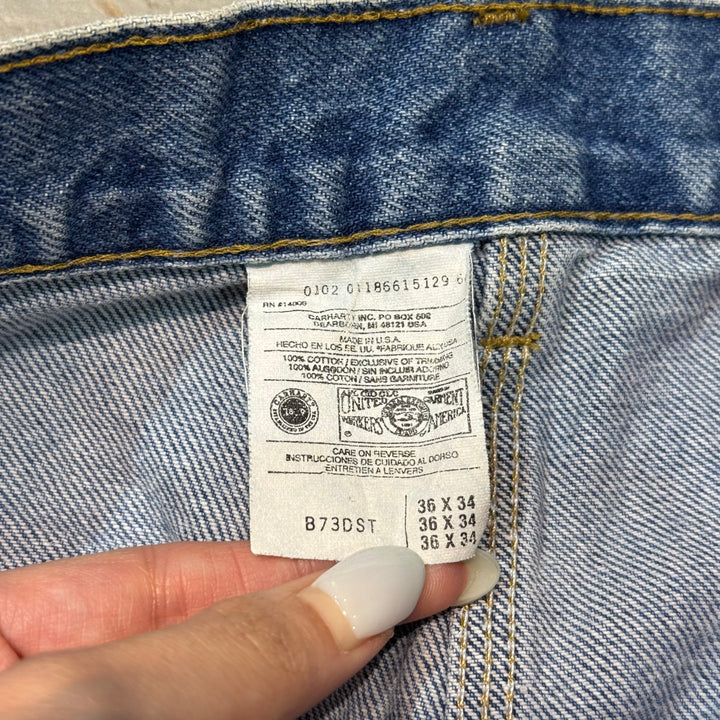 0102 01186615129 6
RN #14806
CARHARTT INC. PO BOX 600
DEARBORN, MI 48121 USA
MADE IN U.S.A.
HECHO EN LOS EE. UU. *FABRIQUE AUX USA
100% COTTON / EXCLUSIVE OF TRIMMING
100% ALGODON / SIN INCLUIR ADORNO
100% COTON / SANS GARNITURE
CARHARTT
UNITED GARMENT
WORKERS AMERICA
CARE ON REVERSE
INSTRUCCIONES DE CUIDADO AL DORSO
ENTRETIEN A L'ENVERS
B73DST
36 X 34
36 X 34
36 X 34